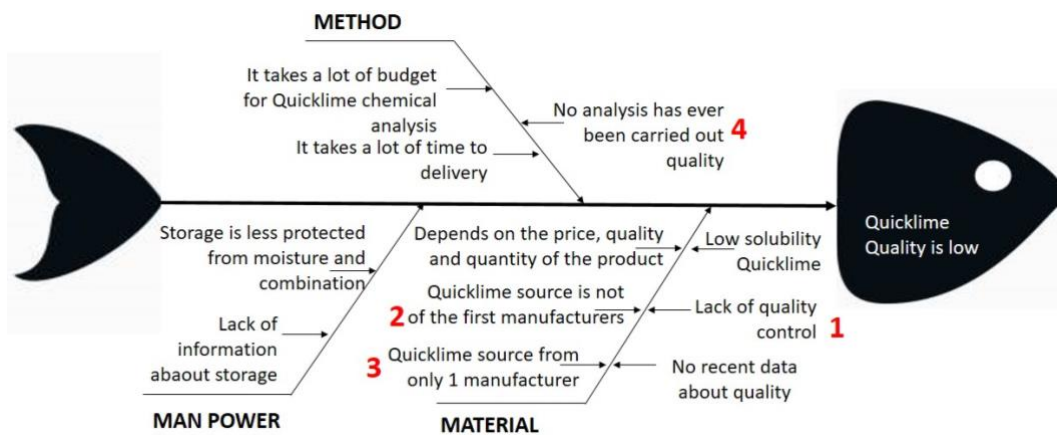 METHOD
It takes a lot of budget
for Quicklime chemical
analysis
It takes a lot of time to
delivery
No analysis has ever
been carried out
quality
4
Storage is less protected
from moisture and
combination
Lack of
information
abaout storage
MAN POWER
Depends on the price, quality
and quantity of the product
Quicklime source is not
2 of the first manufacturers
3 Quicklime source from
only 1 manufacturer
Low solubility
Quicklime
Lack of quality
control 1
No recent data
about quality
MATERIAL
Quicklime
Quality is low